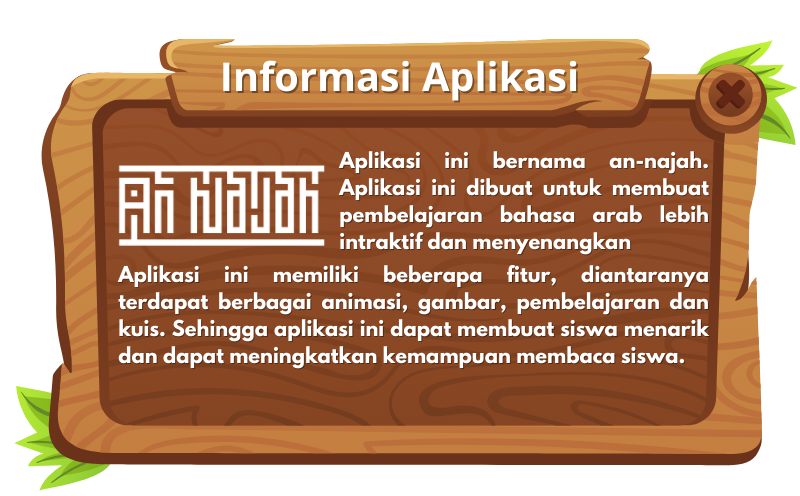 Informasi Aplikasi
An Najah
Aplikasi ini bernama an-najah.
Aplikasi ini dibuat untuk membuat
pembelajaran bahasa arab lebih
intraktif dan menyenangkan
Aplikasi ini memiliki beberapa fitur, diantaranya
terdapat berbagai animasi, gambar, pembelajaran dan
kuis. Sehingga aplikasi ini dapat membuat siswa menarik
dan dapat meningkatkan kemampuan membaca siswa.